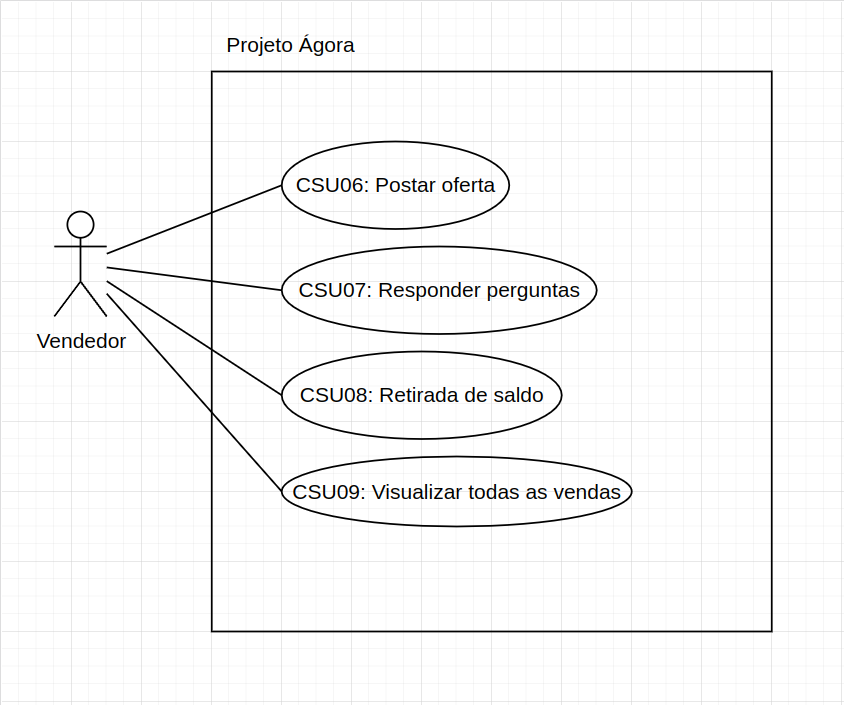 Projeto Ágora
CSU06: Postar oferta
CSU07: Responder perguntas
Vendedor
CSU08: Retirada de saldo
CSU09: Visualizar todas as vendas